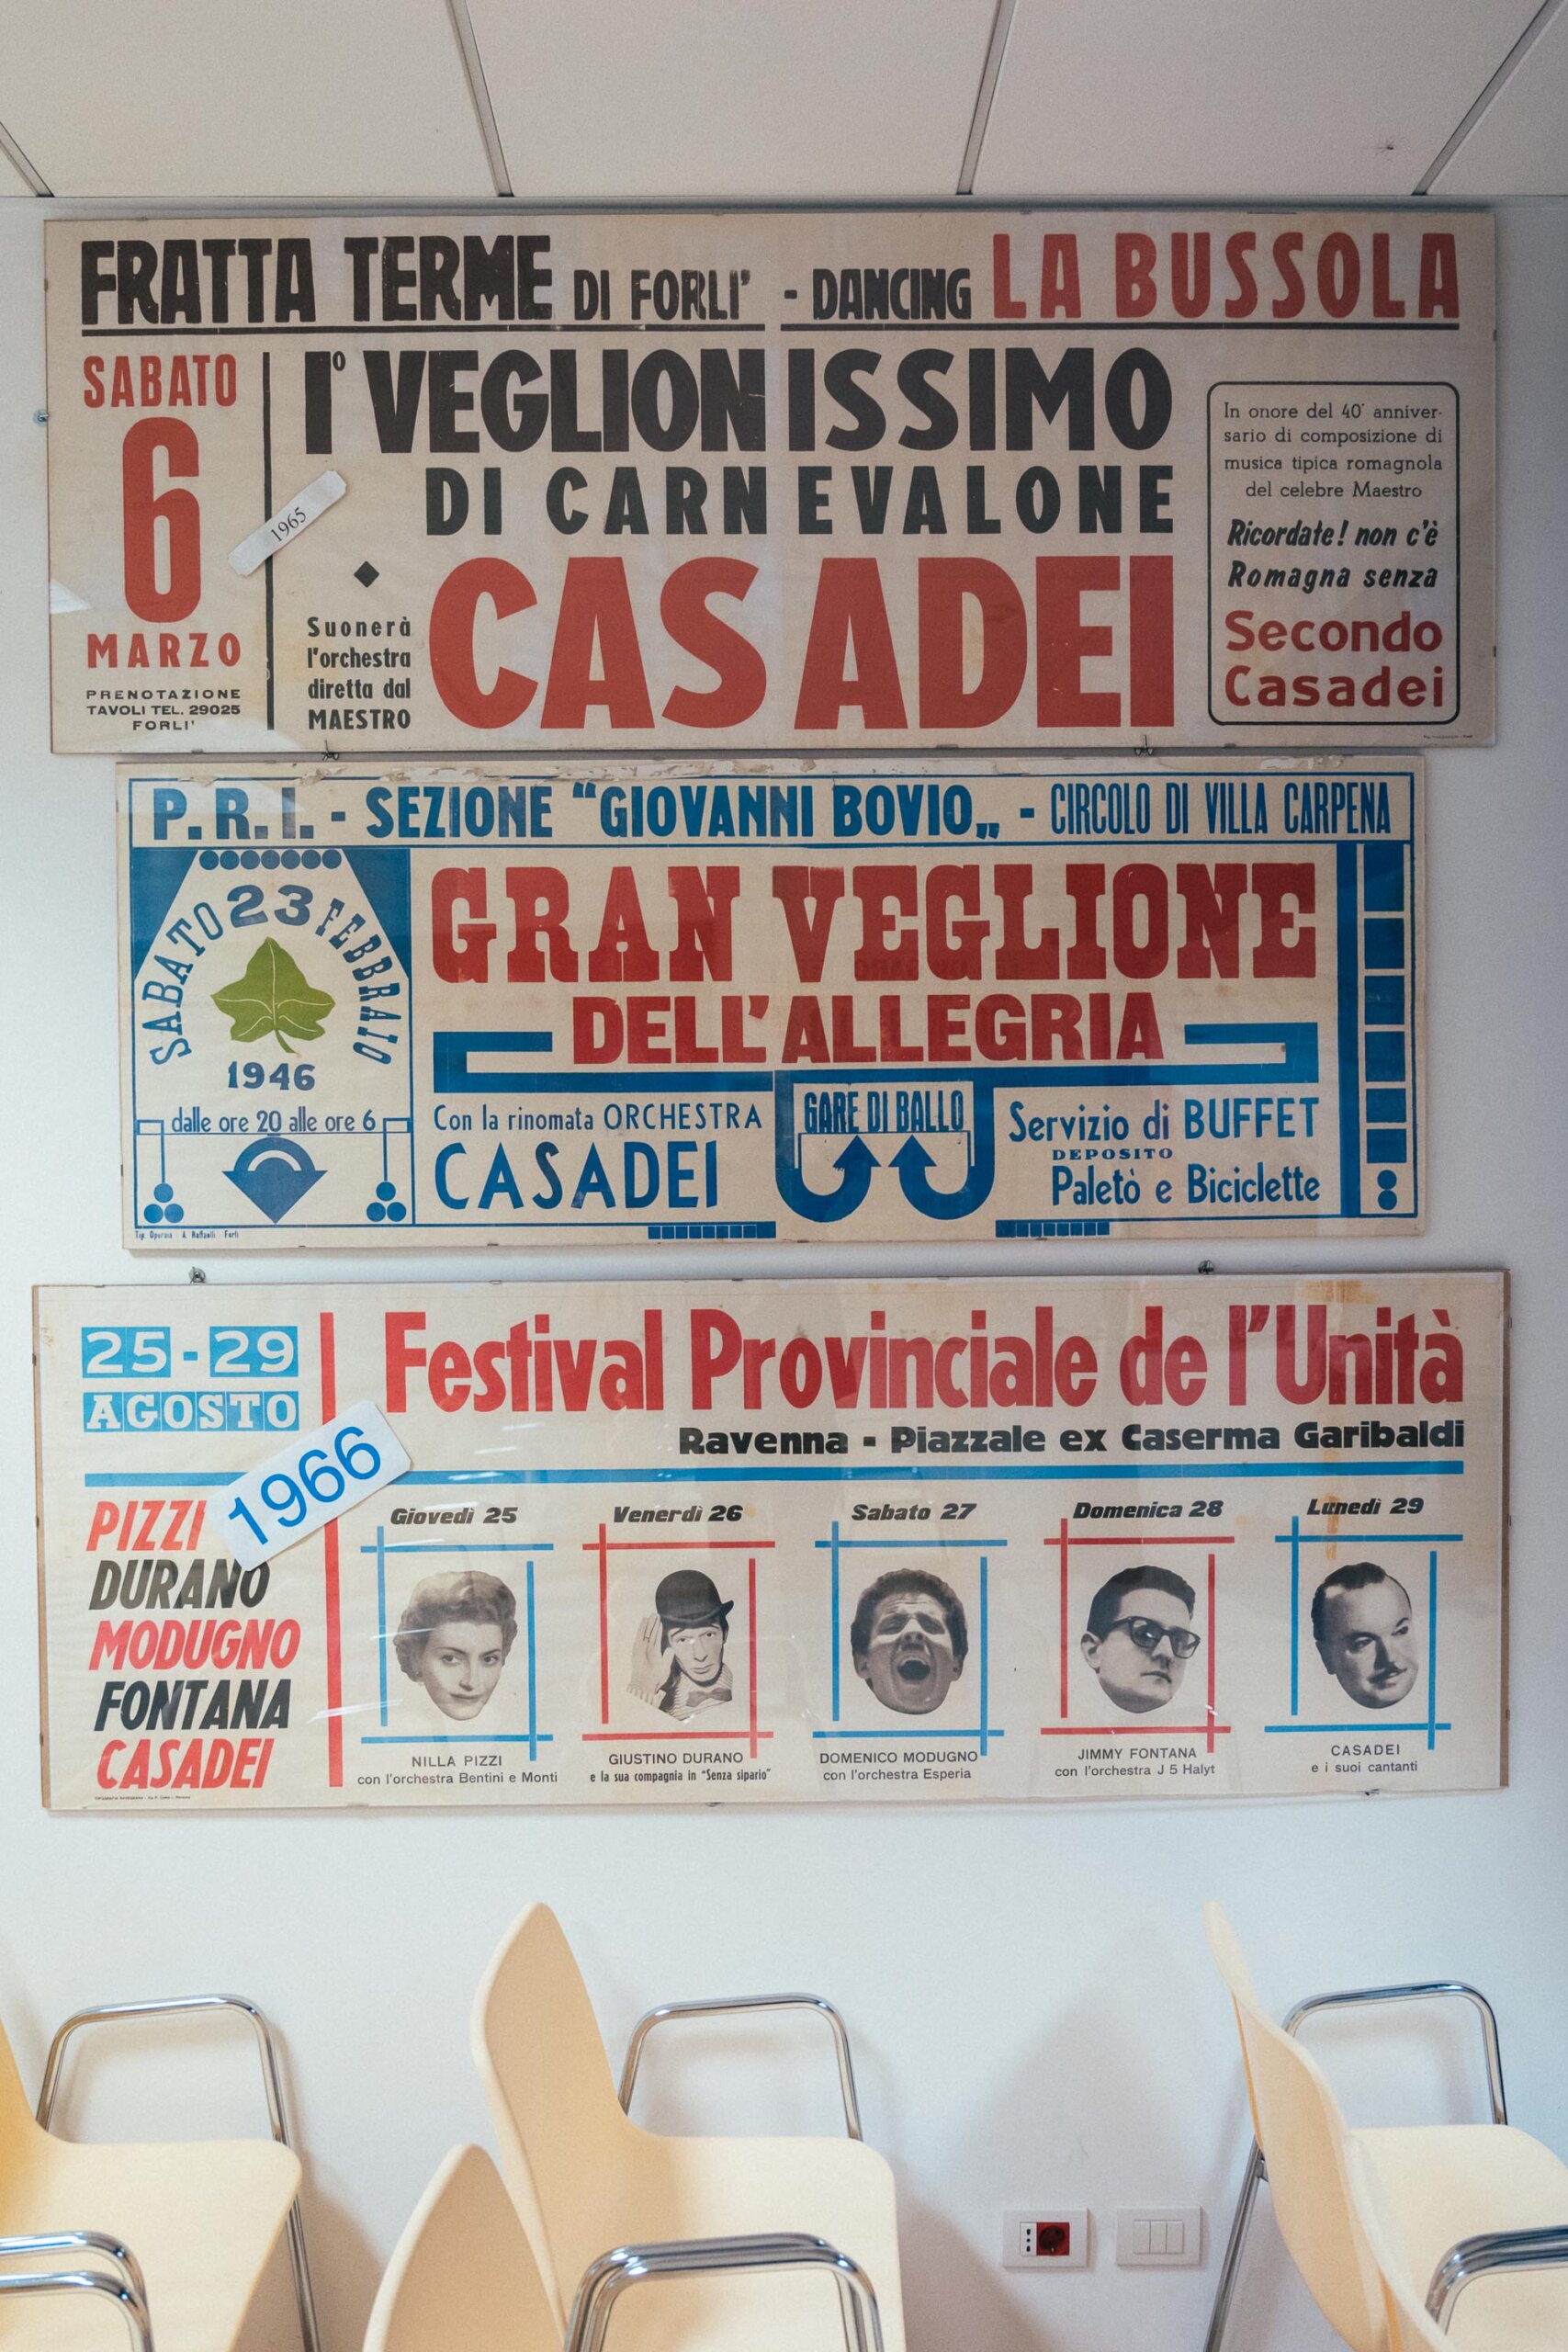 FRATTA TERME DI FORLI' - DANCING LA BUSSOLA
SABATO
6
MARZO
PRENOTAZIONE
TAVOLI TEL. 29025
FORLI'
1965
I° VEGLIONISSIMO
DI CARNEVALONE
Suonerà
l'orchestra
diretta dal
MAESTRO
CASADEI
In onore del 40° anniver-
sario di composizione di
musica tipica romagnola
del celebre Maestro
Ricordate! non c'è
Romagna senza
Secondo
Casadei
P.R.I. - SEZIONE "GIOVANNI BOVIO„ - CIRCOLO DI VILLA CARPENA
SABATO 23 FEBBRAIO
1946
dalle ore 20 alle ore 6
Tip. Operaia A. Raffaelli Forlì
GRAN VEGLIONE
DELL'ALLEGRIA
Con la rinomata ORCHESTRA
CASADEI
GARE DI BALLO
Servizio di BUFFET
DEPOSITO
Paletò e Biciclette
25-29
AGOSTO
1966
Festival Provinciale de l'Unità
Ravenna - Piazzale ex Caserma Garibaldi
PIZZI
DURANO
MODUGNO
FONTANA
CASADEI
Giovedì 25
NILLA PIZZI
con l'orchestra Bentini e Monti
Venerdì 26
GIUSTINO DURANO
e la sua compagnia in "Senza sipario"
Sabato 27
DOMENICO MODUGNO
con l'orchestra Esperia
Domenica 28
JIMMY FONTANA
con l'orchestra J 5 Halyt
Lunedì 29
CASADEI
e i suoi cantanti